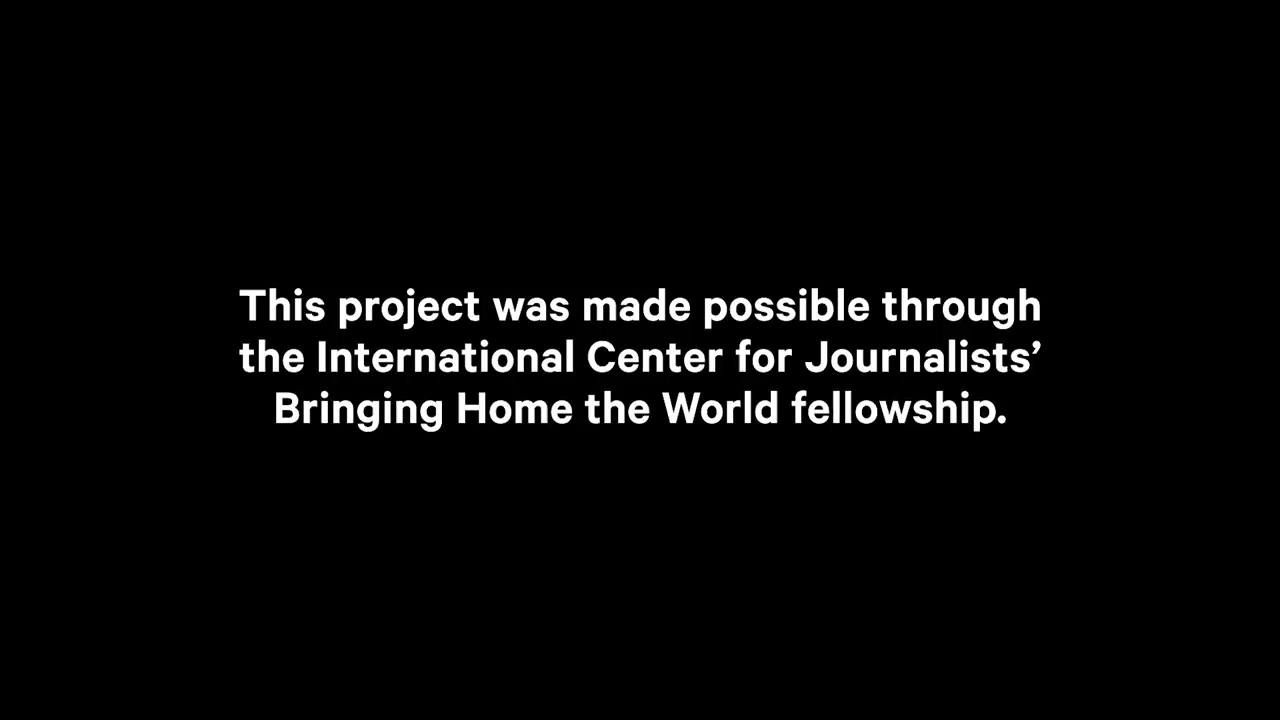 This project was made possible through
the International Center for Journalists’
Bringing Home the World fellowship.